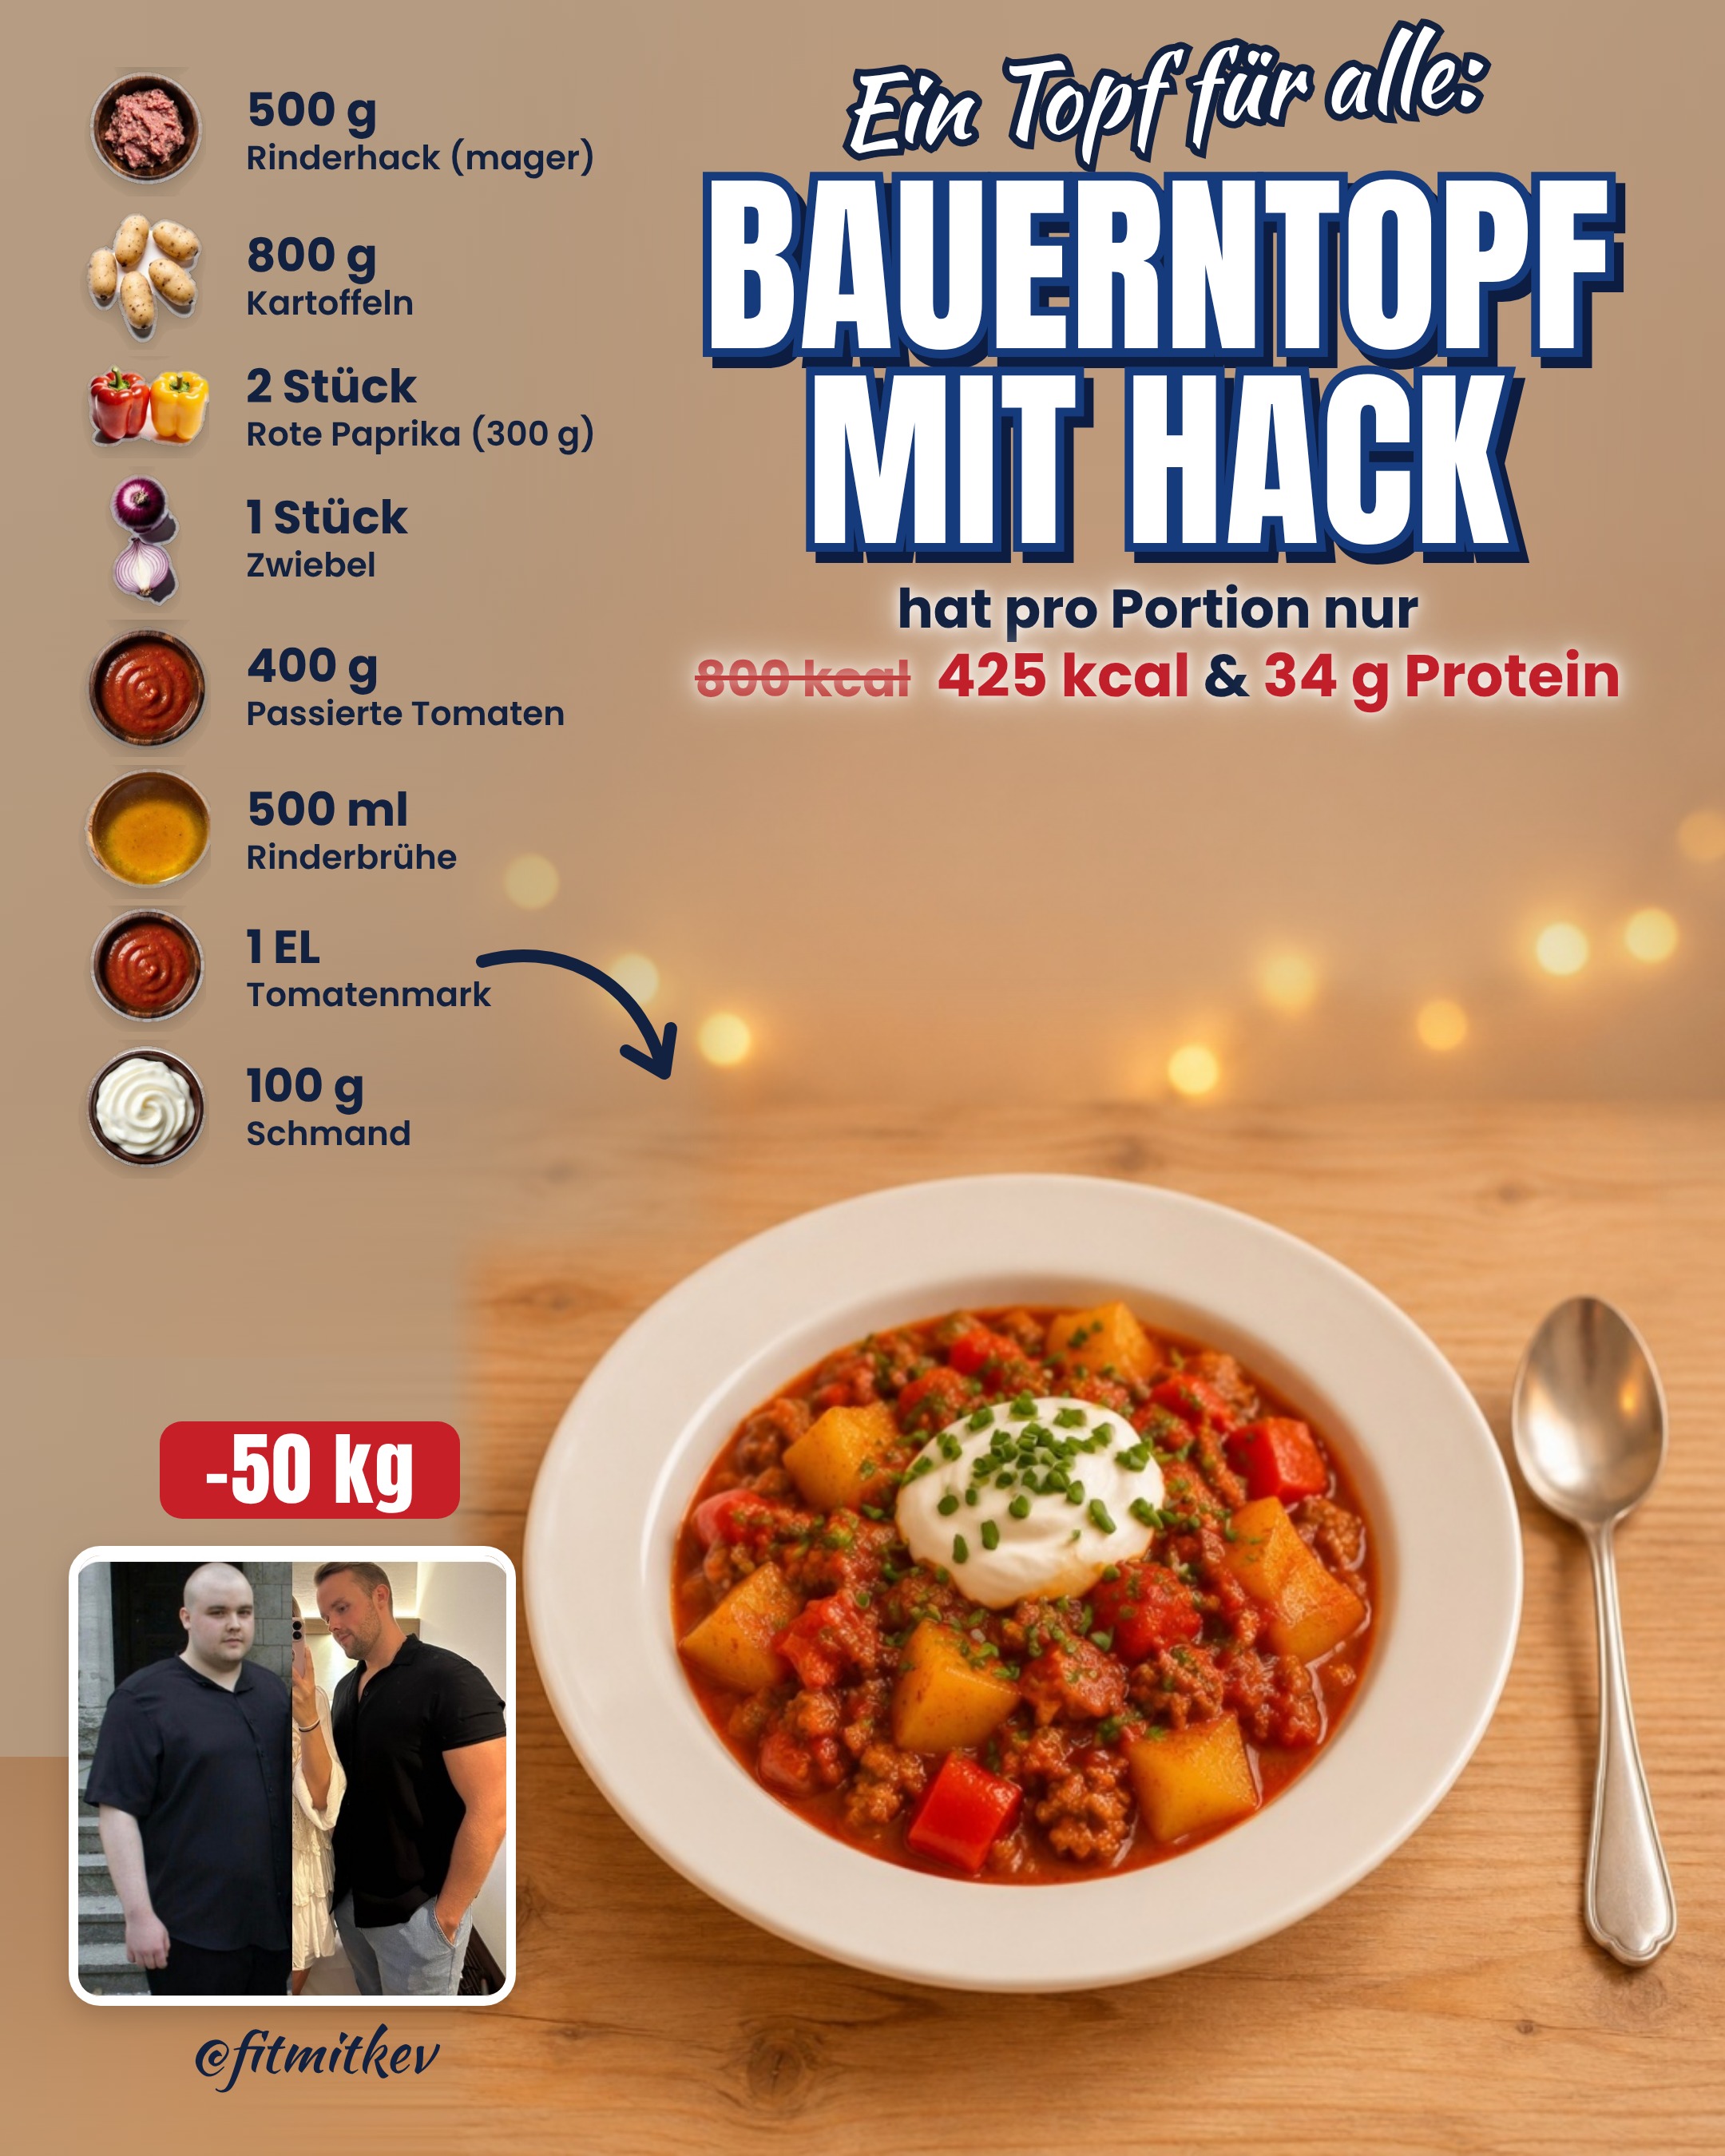 Ein Topf für alle:
BAUERNTOPF
MIT HACK
hat pro Portion nur
800 kcal 425 kcal & 34 g Protein
500 g
Rinderhack (mager)
800 g
Kartoffeln
2 Stück
Rote Paprika (300 g)
1 Stück
Zwiebel
400 g
Passierte Tomaten
500 ml
Rinderbrühe
1 EL
Tomatenmark
100 g
Schmand
-50 kg
@fitmitkev